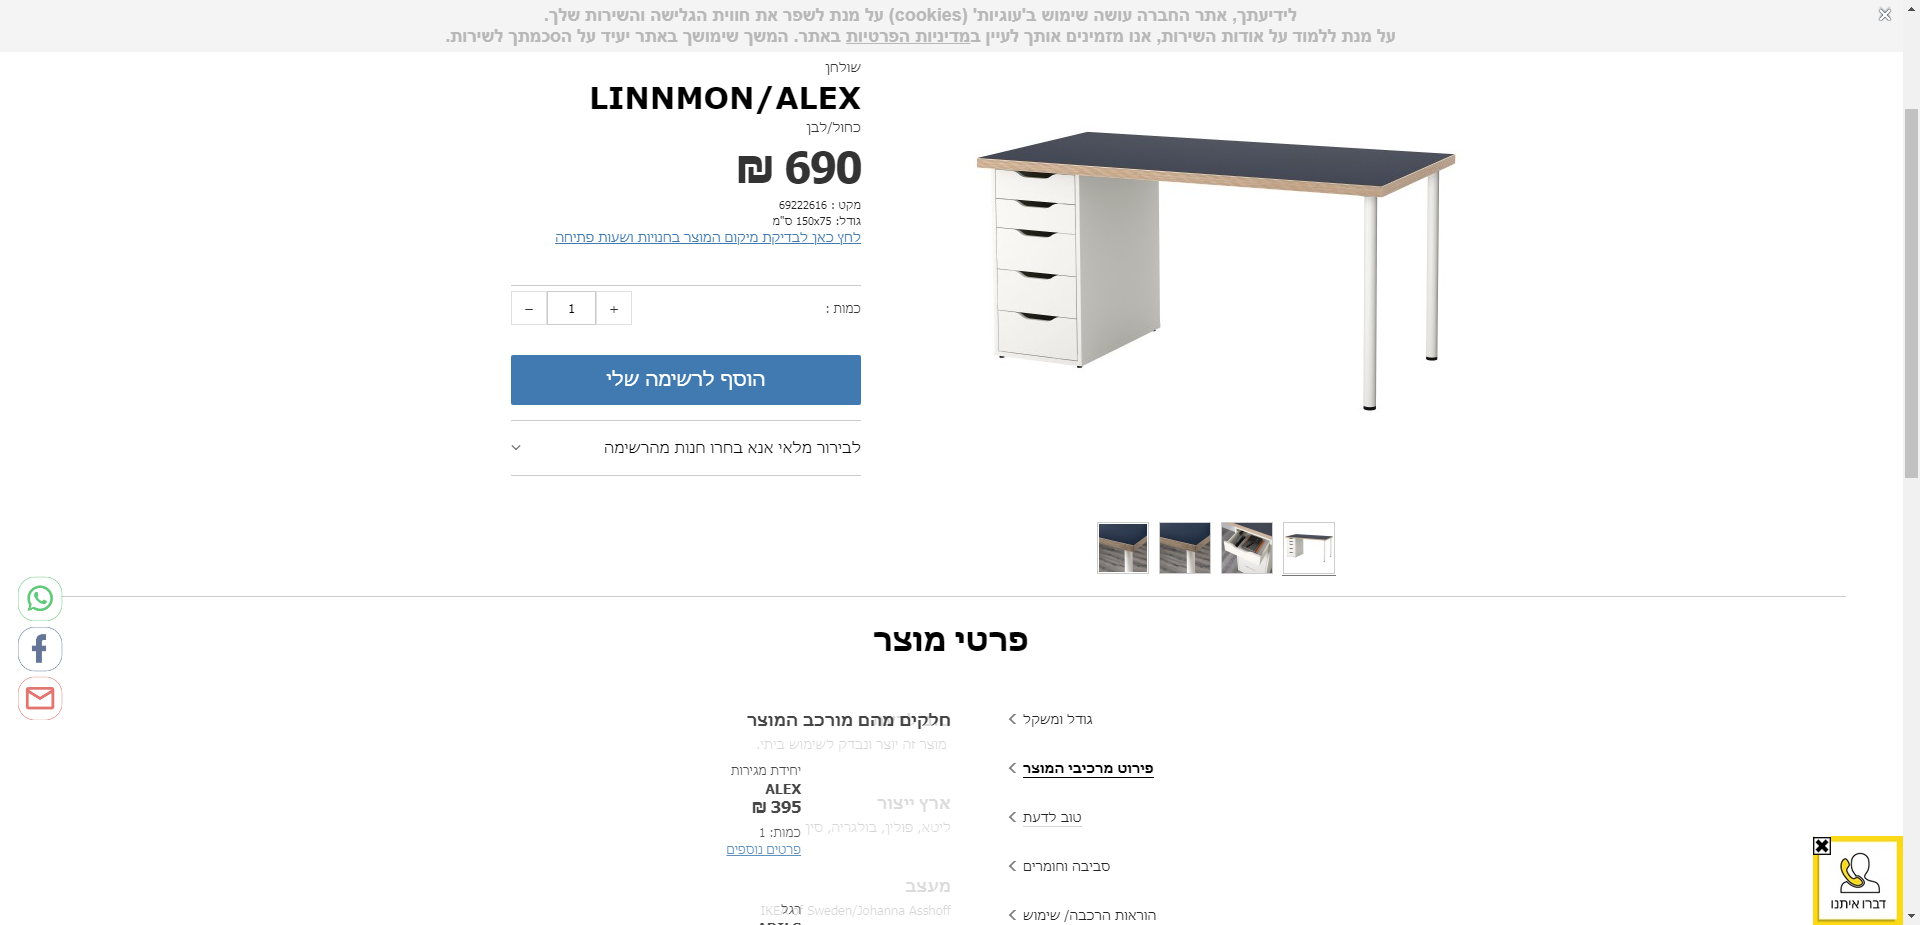 לידיעתך, אתר החברה עושה שימוש ב'עוגיות' (cookies) על מנת לשפר את חווית הגלישה והשירות שלך.
על מנת ללמוד על אודות השירות, אנו מזמינים אותך לעיין במדיניות הפרטיות באתר. המשך שימושך באתר יעיד על הסכמתך לשירות.
שולחן
LINNMON/ALEX
כחול/לבן
690 ₪
מקט : 69222616
גודל: 150x75 ס"מ
לחץ כאן לבדיקת מיקום המוצר בחנויות ושעות פתיחה
כמות :
+ 1 −
הוסף לרשימה שלי
לבירור מלאי אנא בחרו חנות מהרשימה
פרטי מוצר
גודל ומשקל
פירוט מרכיבי המוצר
טוב לדעת
סביבה וחומרים
הוראות הרכבה/ שימוש
חלקים מהם מורכב המוצר
מוצר זה יוצר ונבדק לשימוש ביתי.
יחידת מגירות
ALEX
395 ₪
כמות: 1
פרטים נוספים
ארץ ייצור
ליטא, פולין, בולגריה, סין
מעצב
IKEA of Sweden/Johanna Asshoff
רגל
דברו איתנו